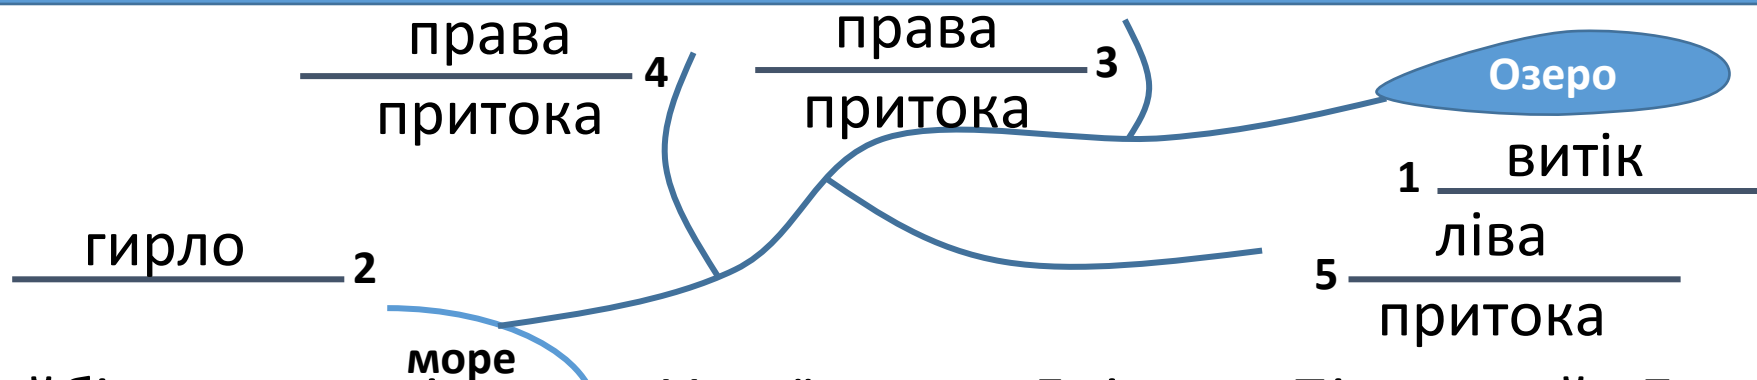 права
притока
4
права
притока
3
Озеро
1
витік
гирло
2
5
ліва
притока
море